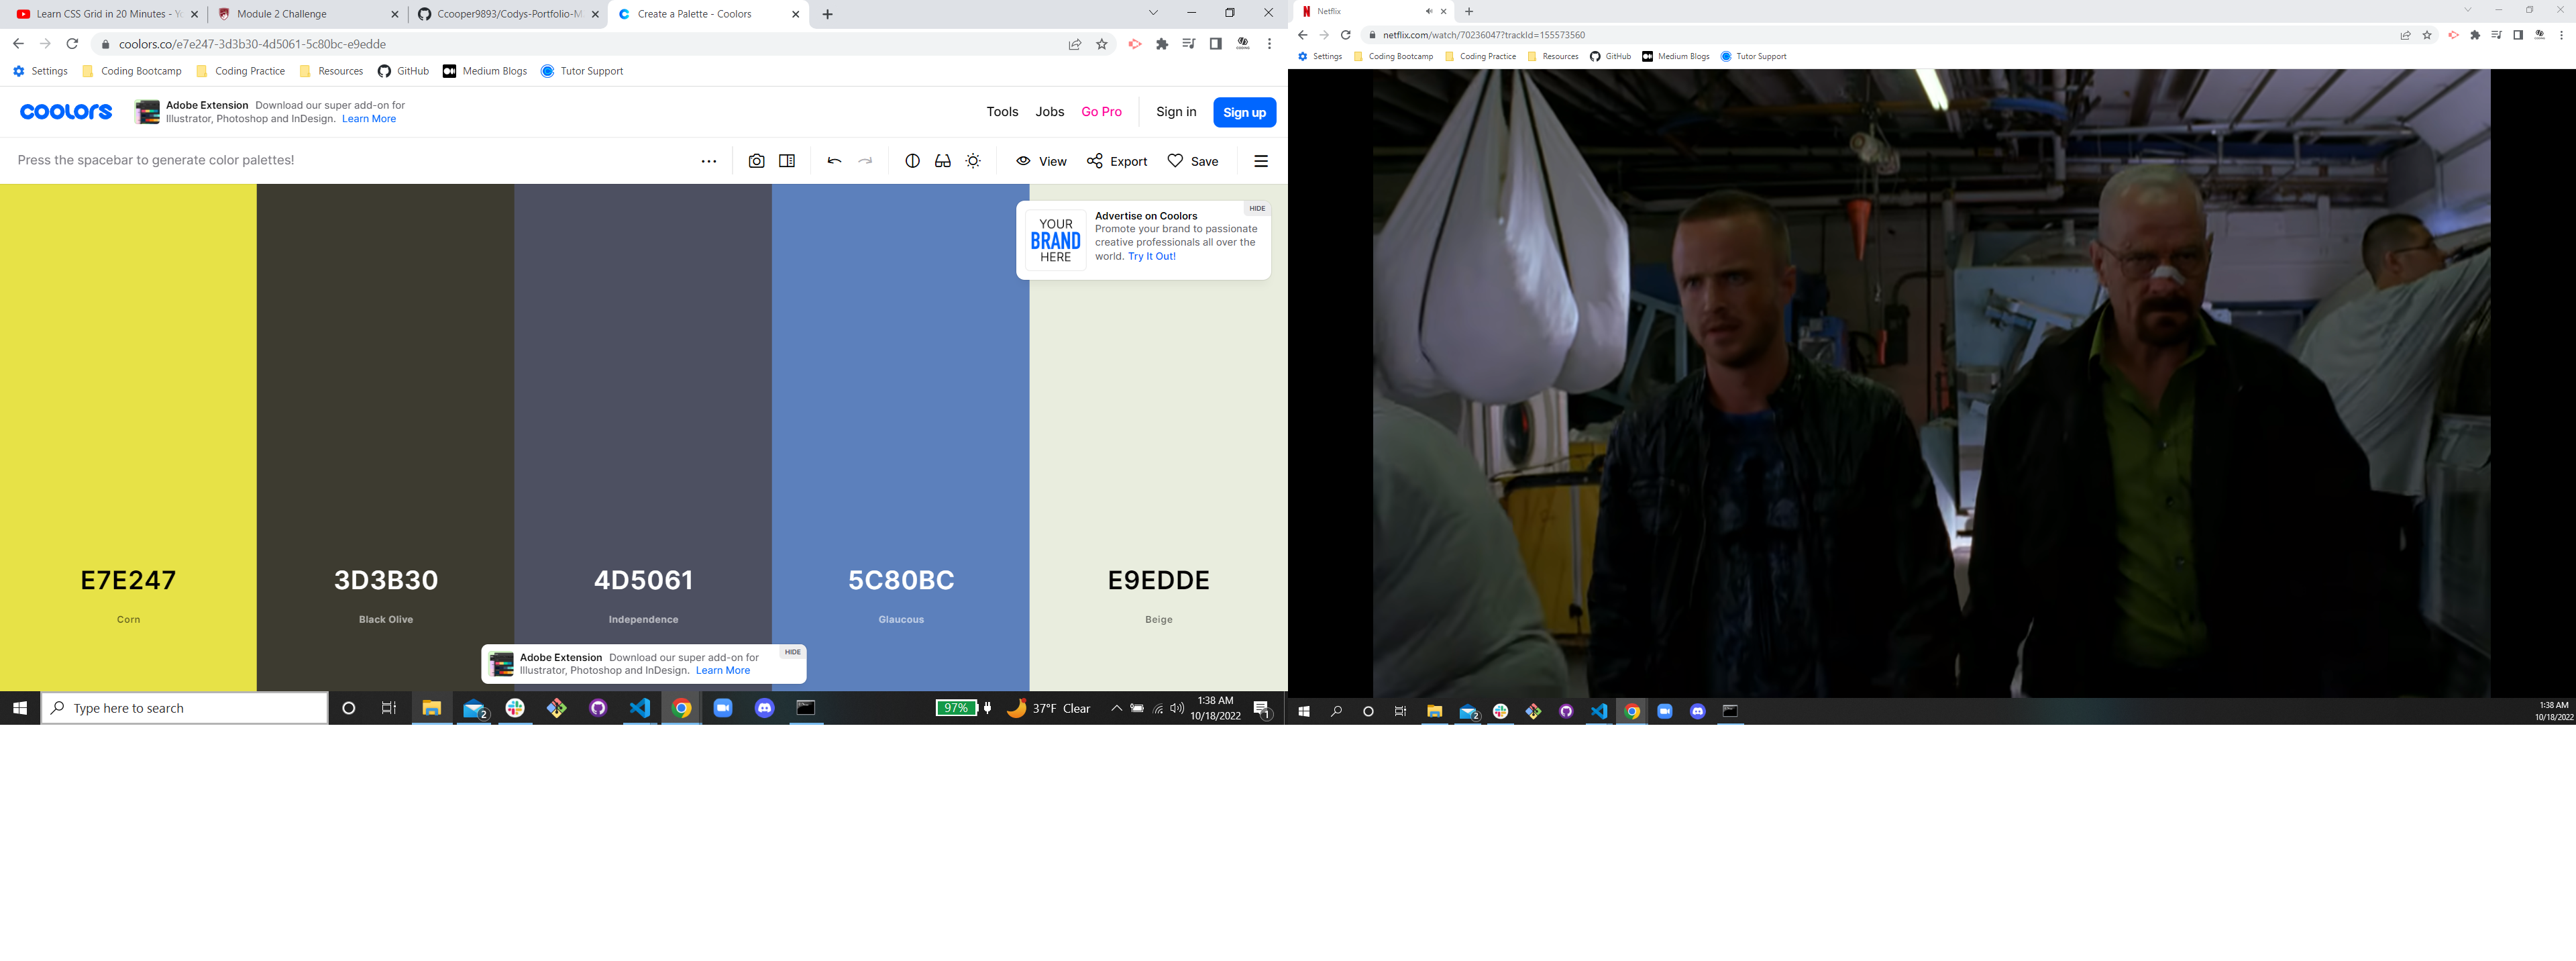 Learn CSS Grid in 20 Minutes - Yo
Module 2 Challenge
Ccooper9893/Codys-Portfolio-M
Create a Palette - Coolors
coolors.co/e7e247-3d3b30-4d5061-5c80bc-e9edde
Settings
Coding Bootcamp
Coding Practice
Resources
GitHub
Medium Blogs
Tutor Support
coolors
Adobe Extension Download our super add-on for
Illustrator, Photoshop and InDesign. Learn More
Tools
Jobs
Go Pro
Sign in
Sign up
Press the spacebar to generate color palettes!
View
Export
Save
HIDE
YOUR
BRAND
HERE
Advertise on Coolors
Promote your brand to passionate
creative professionals all over the
world. Try It Out!
E7E247
Corn
3D3B30
Black Olive
4D5061
Independence
5C80BC
Glaucous
E9EDDE
Beige
Adobe Extension Download our super add-on for
Illustrator, Photoshop and InDesign. Learn More
HIDE
Type here to search
2
97%
37°F Clear
1:38 AM
10/18/2022
1
Netflix
netflix.com/watch/70236047?trackId=155573560
Settings
Coding Bootcamp
Coding Practice
Resources
GitHub
Medium Blogs
Tutor Support
2
1:38 AM
10/18/2022